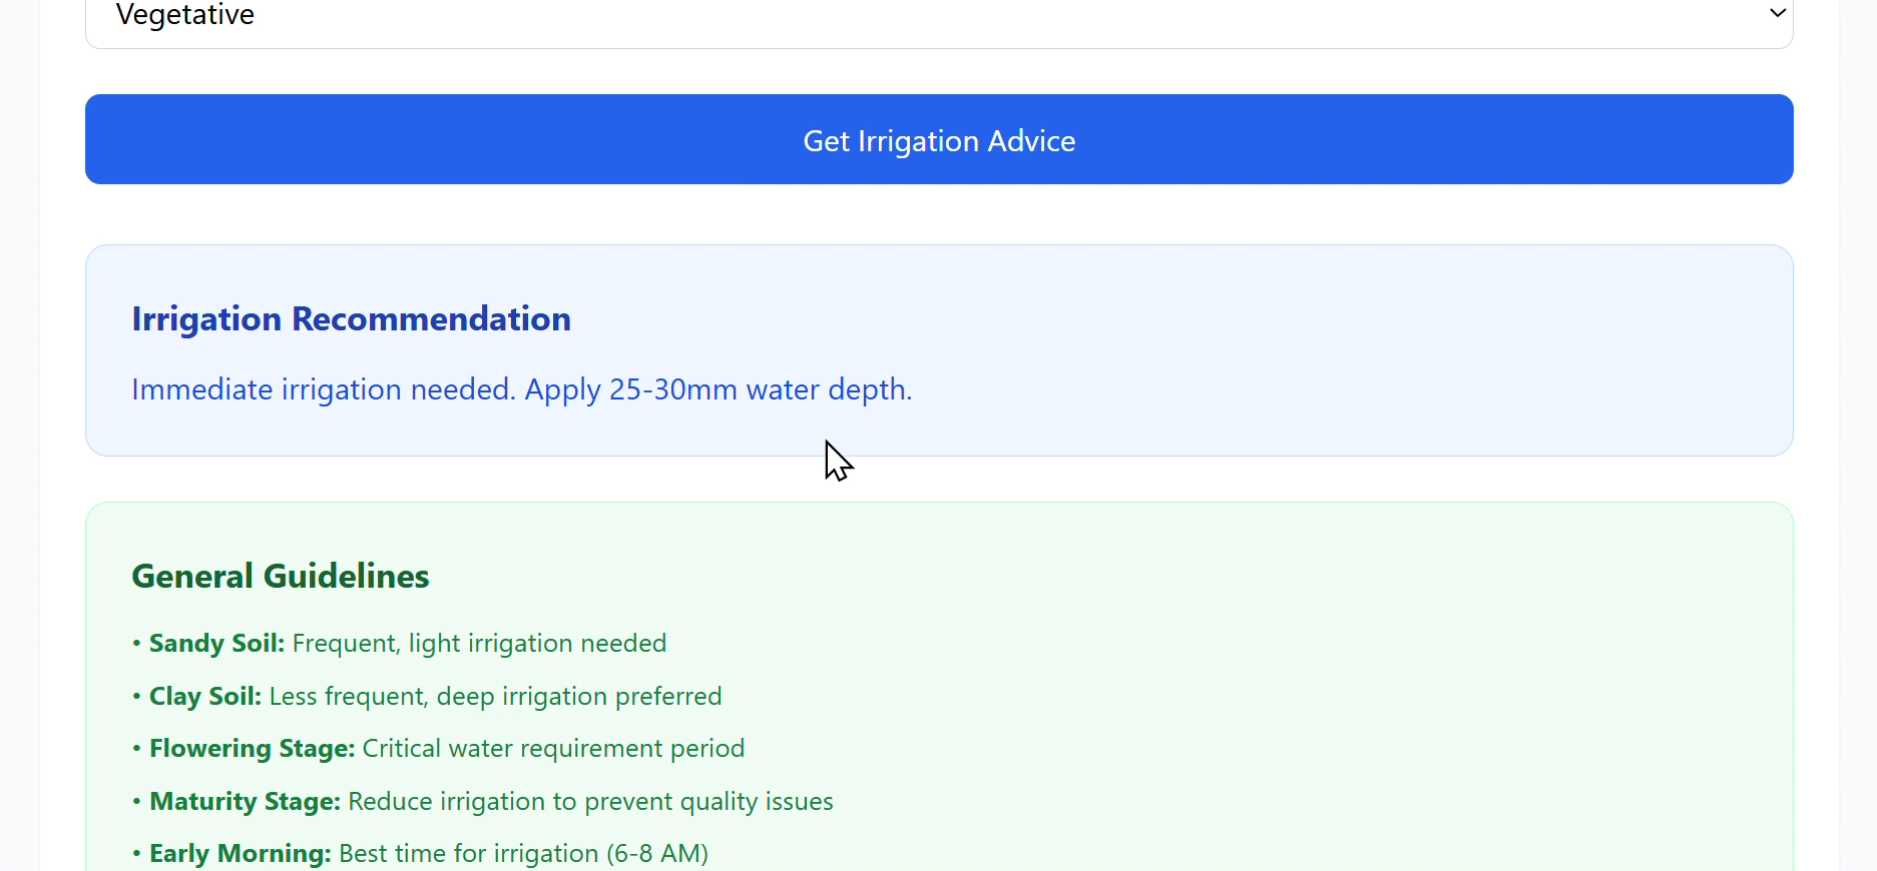 Vegetative
Get Irrigation Advice
Irrigation Recommendation
Immediate irrigation needed. Apply 25-30mm water depth.
General Guidelines
• Sandy Soil: Frequent, light irrigation needed
• Clay Soil: Less frequent, deep irrigation preferred
• Flowering Stage: Critical water requirement period
• Maturity Stage: Reduce irrigation to prevent quality issues
• Early Morning: Best time for irrigation (6-8 AM)